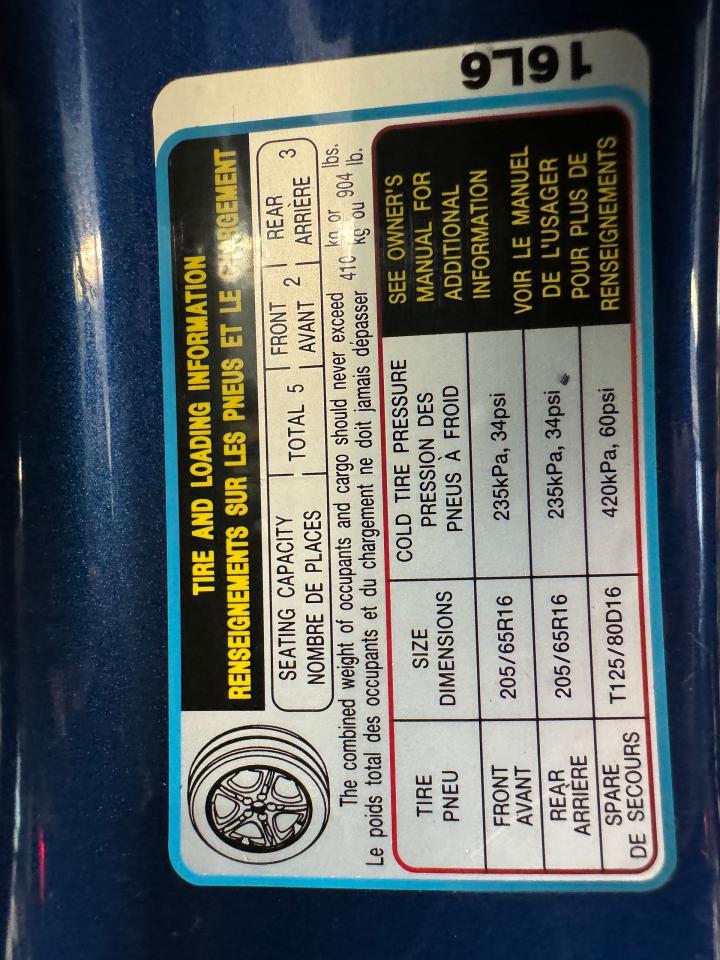 16L6
TIRE AND LOADING INFORMATION
RENSEIGNEMENTS SUR LES PNEUS ET LE CHARGEMENT
SEATING CAPACITY
NOMBRE DE PLACES
TOTAL 5
FRONT
AVANT 2
REAR
ARRIÈRE 3
The combined weight of occupants and cargo should never exceed kg or lbs.
Le poids total des occupants et du chargement ne doit jamais dépasser 410 kg ou 904 lb.
TIRE
PNEU
SIZE
DIMENSIONS
COLD TIRE PRESSURE
PRESSION DES
PNEUS À FROID
FRONT
AVANT
205/65R16
235kPa, 34psi
REAR
ARRIÈRE
205/65R16
235kPa, 34psi
SPARE
DE SECOURS
T125/80D16
420kPa, 60psi
SEE OWNER'S
MANUAL FOR
ADDITIONAL
INFORMATION
VOIR LE MANUEL
DE L'USAGER
POUR PLUS DE
RENSEIGNEMENTS